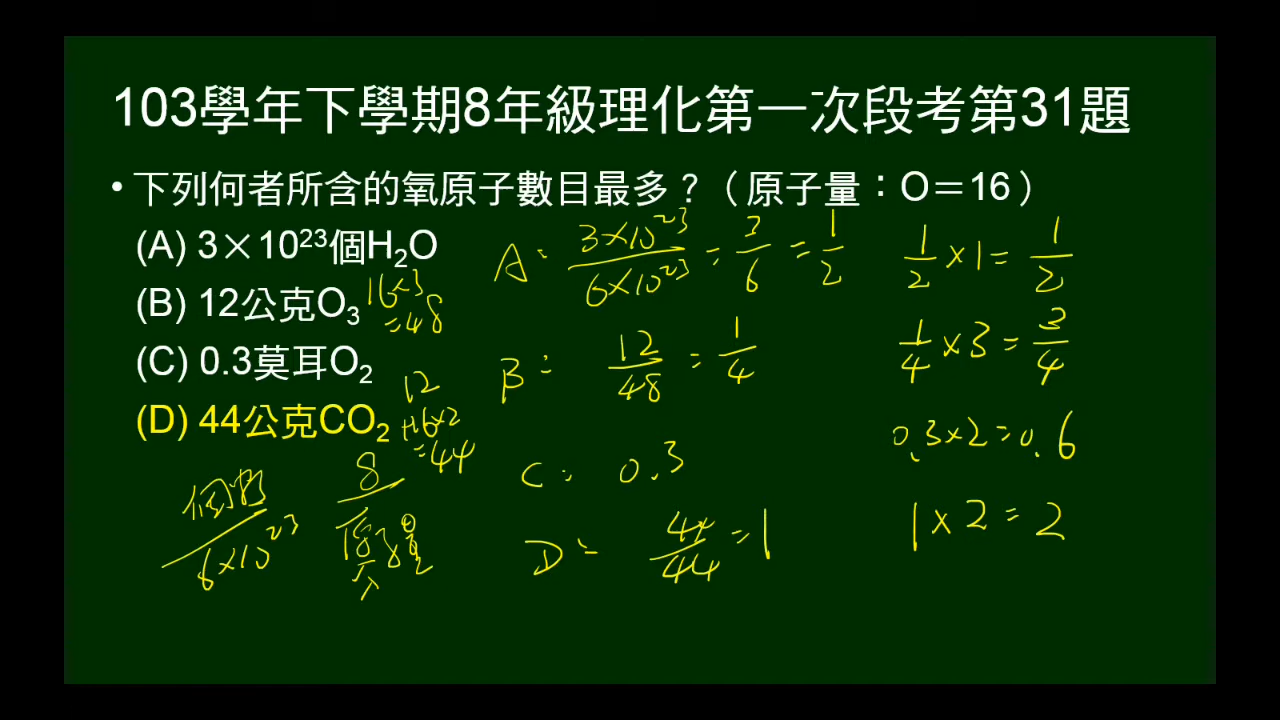 103學年下學期8年級理化第一次段考第31題
• 下列何者所含的氧原子數目最多？（原子量：O＝16）
(A) 3×10²³個H₂O
(B) 12公克O₃
(C) 0.3莫耳O₂
(D) 44公克CO₂
16×3
=48
12
+16×2
=44
個數/6×10²³
A: 3×10²³/6×10²³ = 3/6 = 1/2
1/2 × 1 = 1/2
B: 12/48 = 1/4
1/4 × 3 = 3/4
C: 0.3
0.3×2=0.6
D: 44/44 = 1
1×2=2